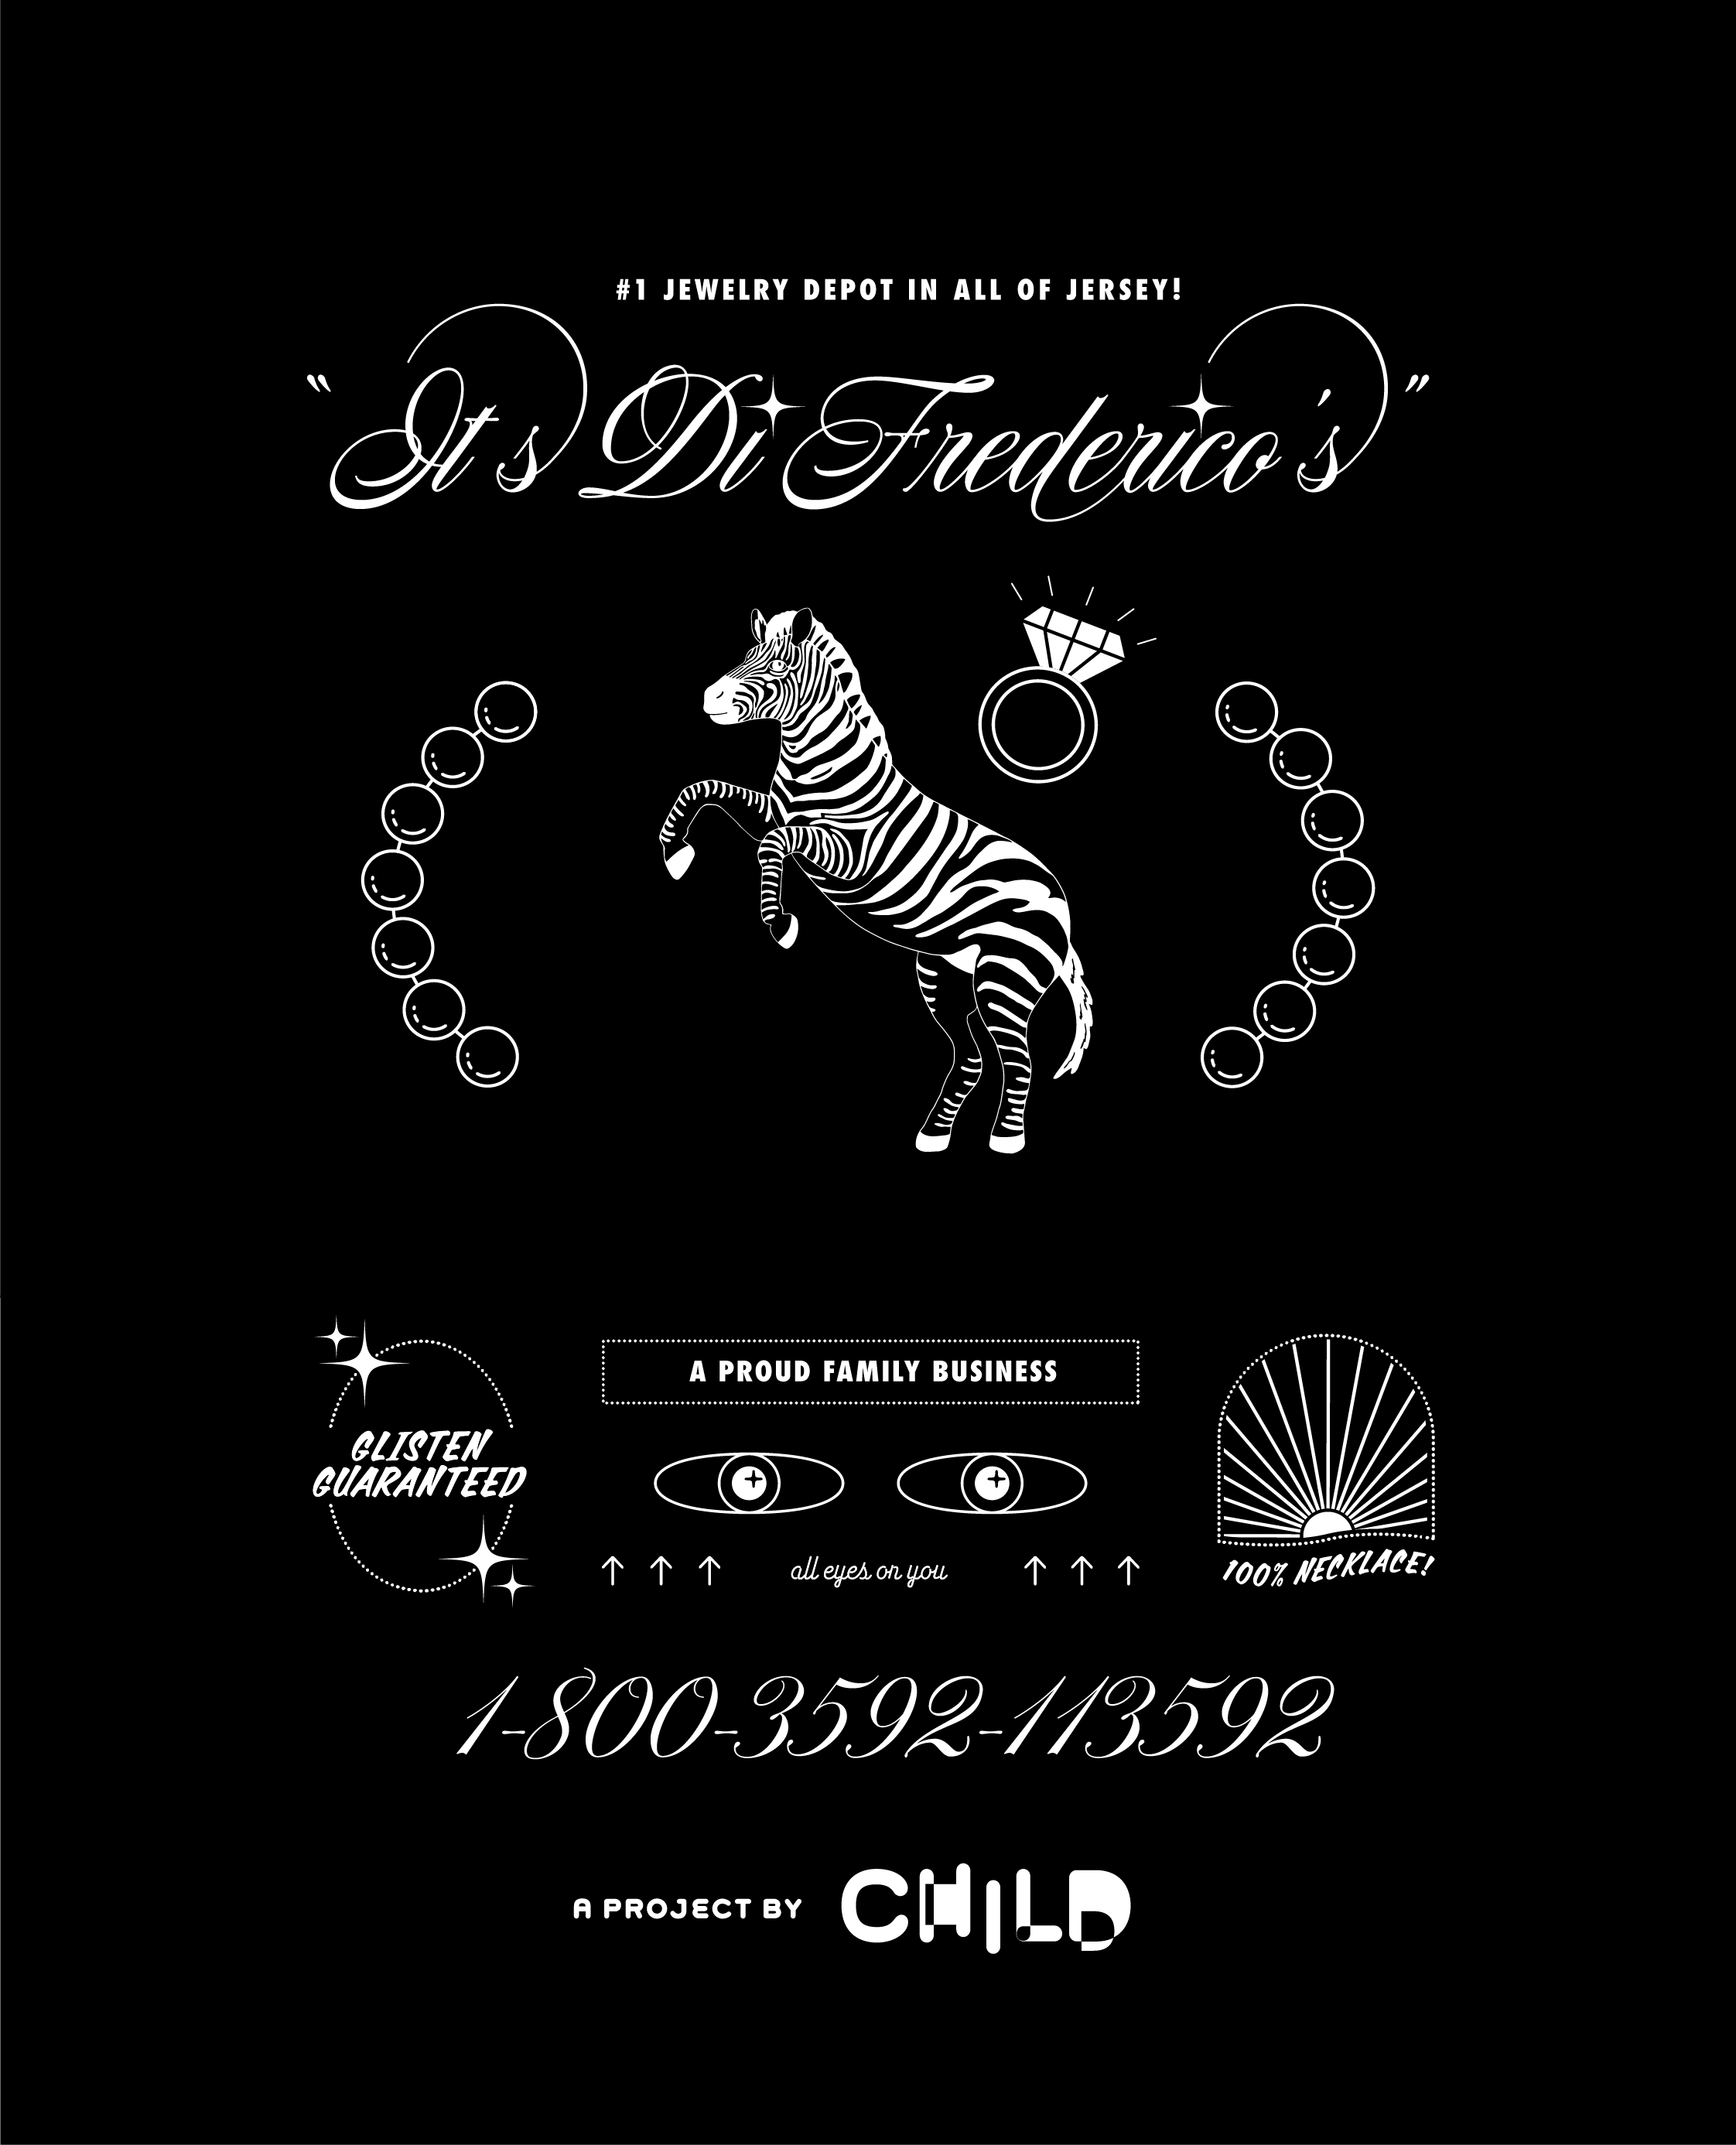 #1 JEWELRY DEPOT IN ALL OF JERSEY!
“It's Di Frederico's”
A PROUD FAMILY BUSINESS
GLISTEN
GUARANTEED
all eyes on you
100% NECKLACE!
1-800-3592-113592
A PROJECT BY CHILD